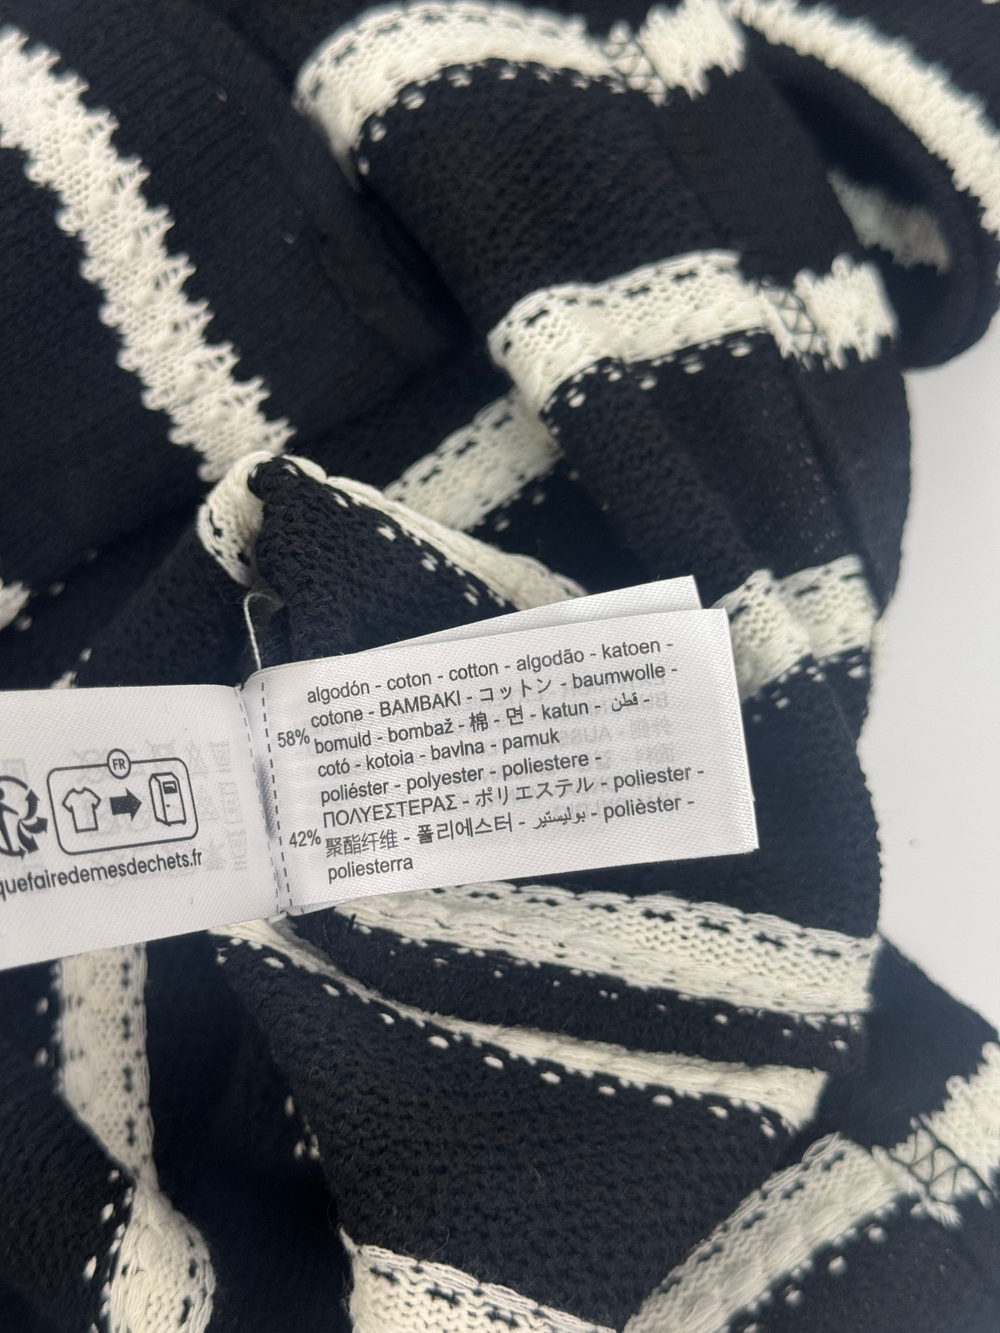 algodón - coton - cotton - algodão - katoen -
cotone - BAMBAKI - コットン - baumwolle -
58% bomuld - bombaž - 棉 - 면 - katun - قطن -
cotó - kotoia - bavlna - pamuk
poliéster - polyester - poliestere -
ΠΟΛΥΕΣΤΕΡΑΣ - ポリエステル - poliester -
42% 聚酯纤维 - 폴리에스터 - بوليستير - polièster -
poliesterra
FR
quefairedemesdechets.fr